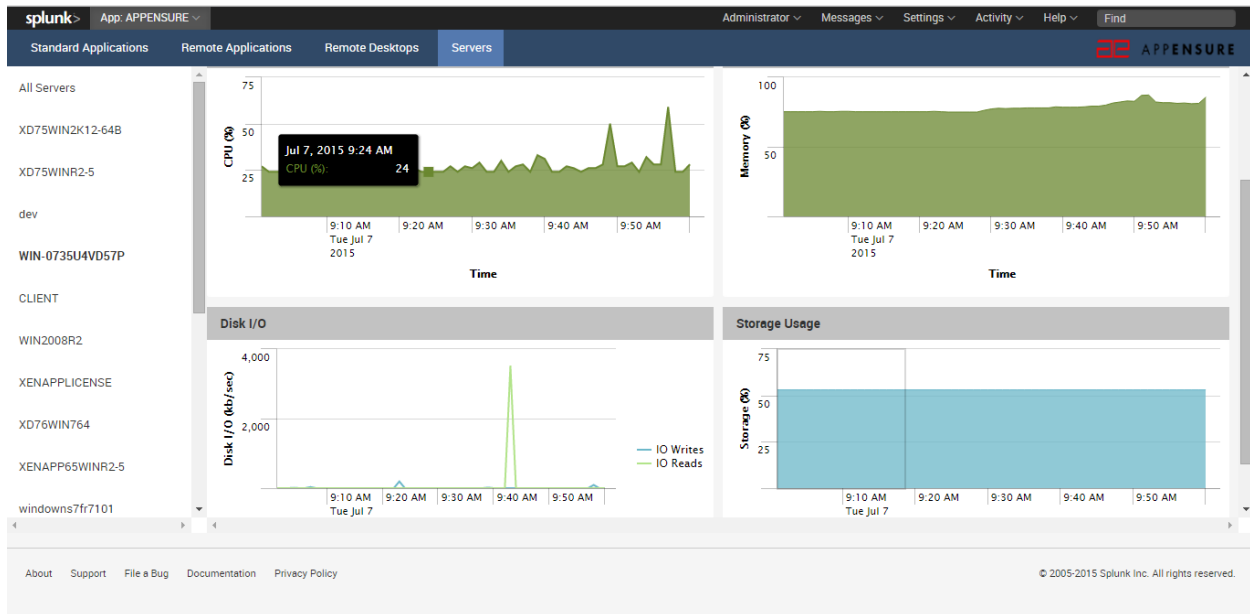 splunk> App: APPENSURE Administrator Messages Settings Activity Help Find
Standard Applications Remote Applications Remote Desktops Servers APPENSURE
All Servers
XD75WIN2K12-64B
XD75WINR2-5
dev
WIN-0735U4VD57P
CLIENT
WIN2008R2
XENAPPLICENSE
XD76WIN764
XENAPP65WINR2-5
windowns7fr7101
CPU (%)
75
50
25
Jul 7, 2015 9:24 AM
CPU (%): 24
9:10 AM 9:20 AM 9:30 AM 9:40 AM 9:50 AM
Tue Jul 7
2015
Time
Memory (%)
100
50
9:10 AM 9:20 AM 9:30 AM 9:40 AM 9:50 AM
Tue Jul 7
2015
Time
Disk I/O
Disk I/O (kb/sec)
4,000
2,000
IO Writes
IO Reads
9:10 AM 9:20 AM 9:30 AM 9:40 AM 9:50 AM
Tue Jul 7
Storage Usage
Storage (%)
75
50
25
9:10 AM 9:20 AM 9:30 AM 9:40 AM 9:50 AM
Tue Jul 7
About Support File a Bug Documentation Privacy Policy © 2005-2015 Splunk Inc. All rights reserved.